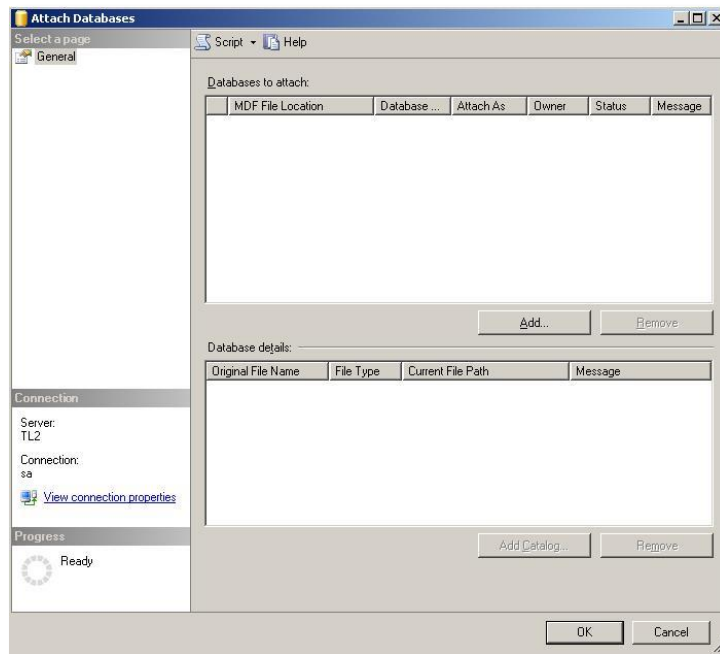 Attach Databases
Select a page
General
Script Help
Databases to attach:
MDF File Location Database ... Attach As Owner Status Message
Add... Remove
Database details:
Original File Name File Type Current File Path Message
Add Catalog... Remove
Connection
Server:
TL2
Connection:
sa
View connection properties
Progress
Ready
OK Cancel